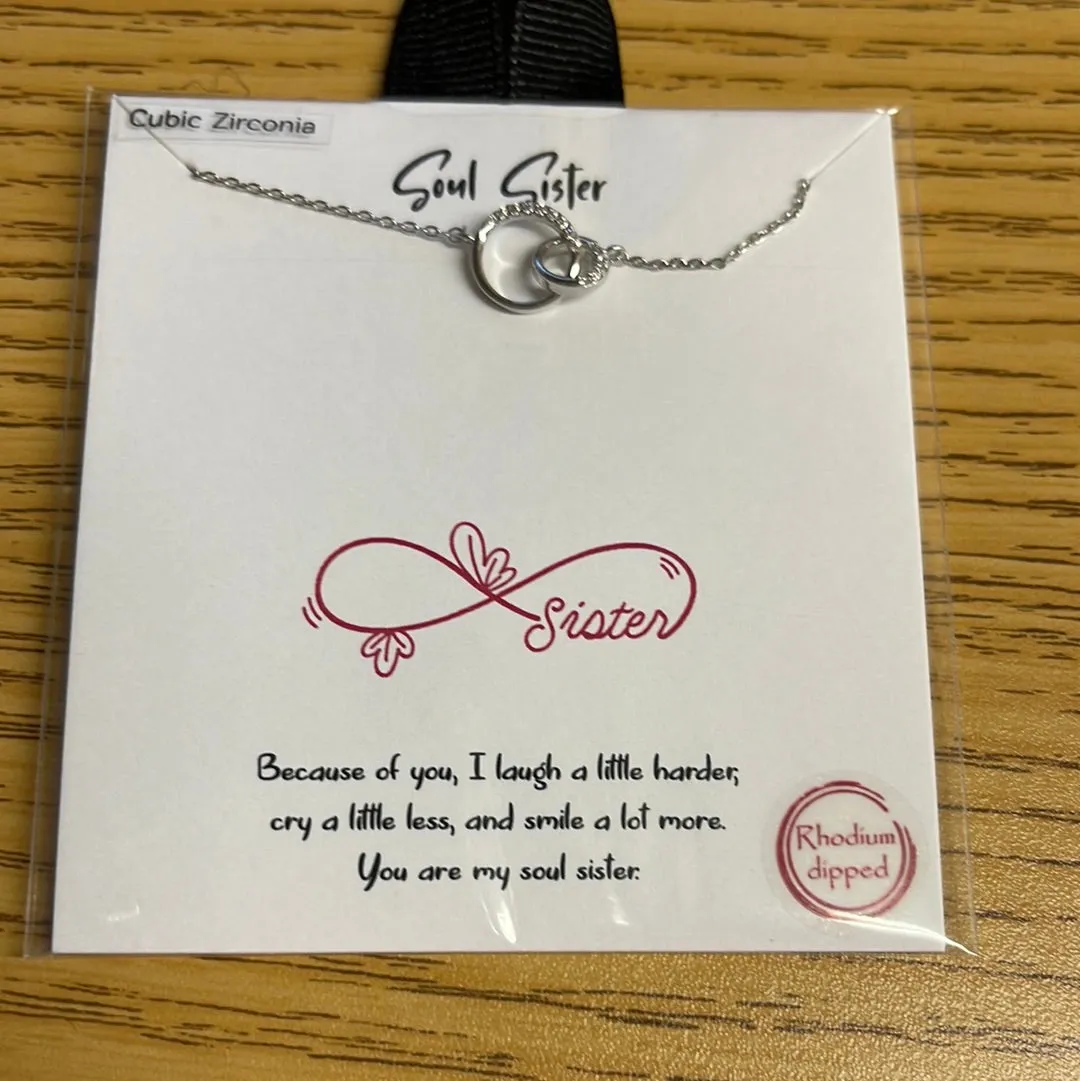 Cubic Zirconia
Soul Sister
Sister
Because of you, I laugh a little harder,
cry a little less, and smile a lot more.
You are my soul sister.
Rhodium
dipped